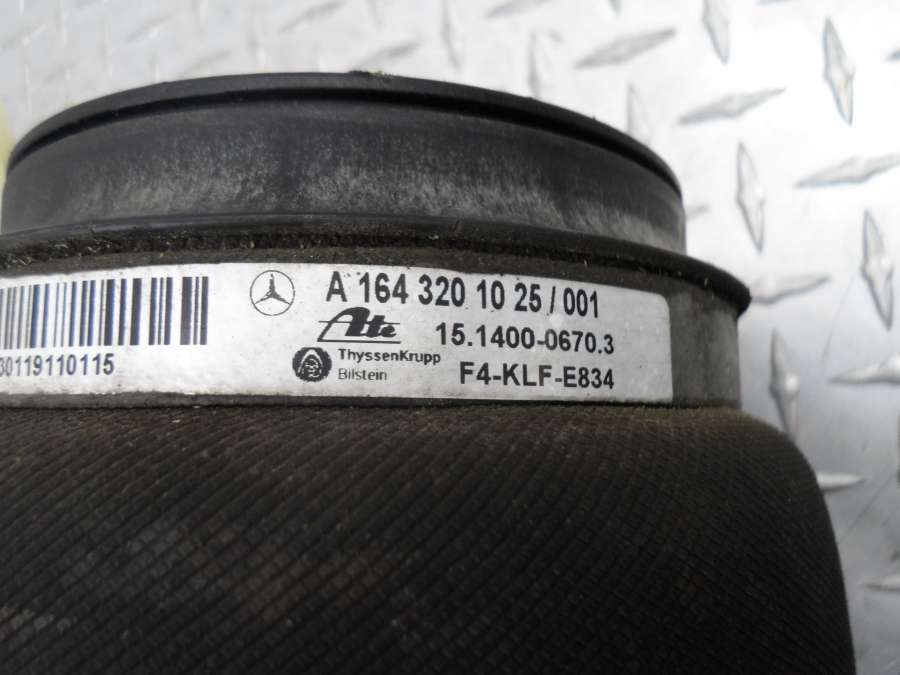 A 164 320 10 25 / 001
Ate 15.1400-0670.3
ThyssenKrupp
Bilstein
F4-KLF-E834
30119110115